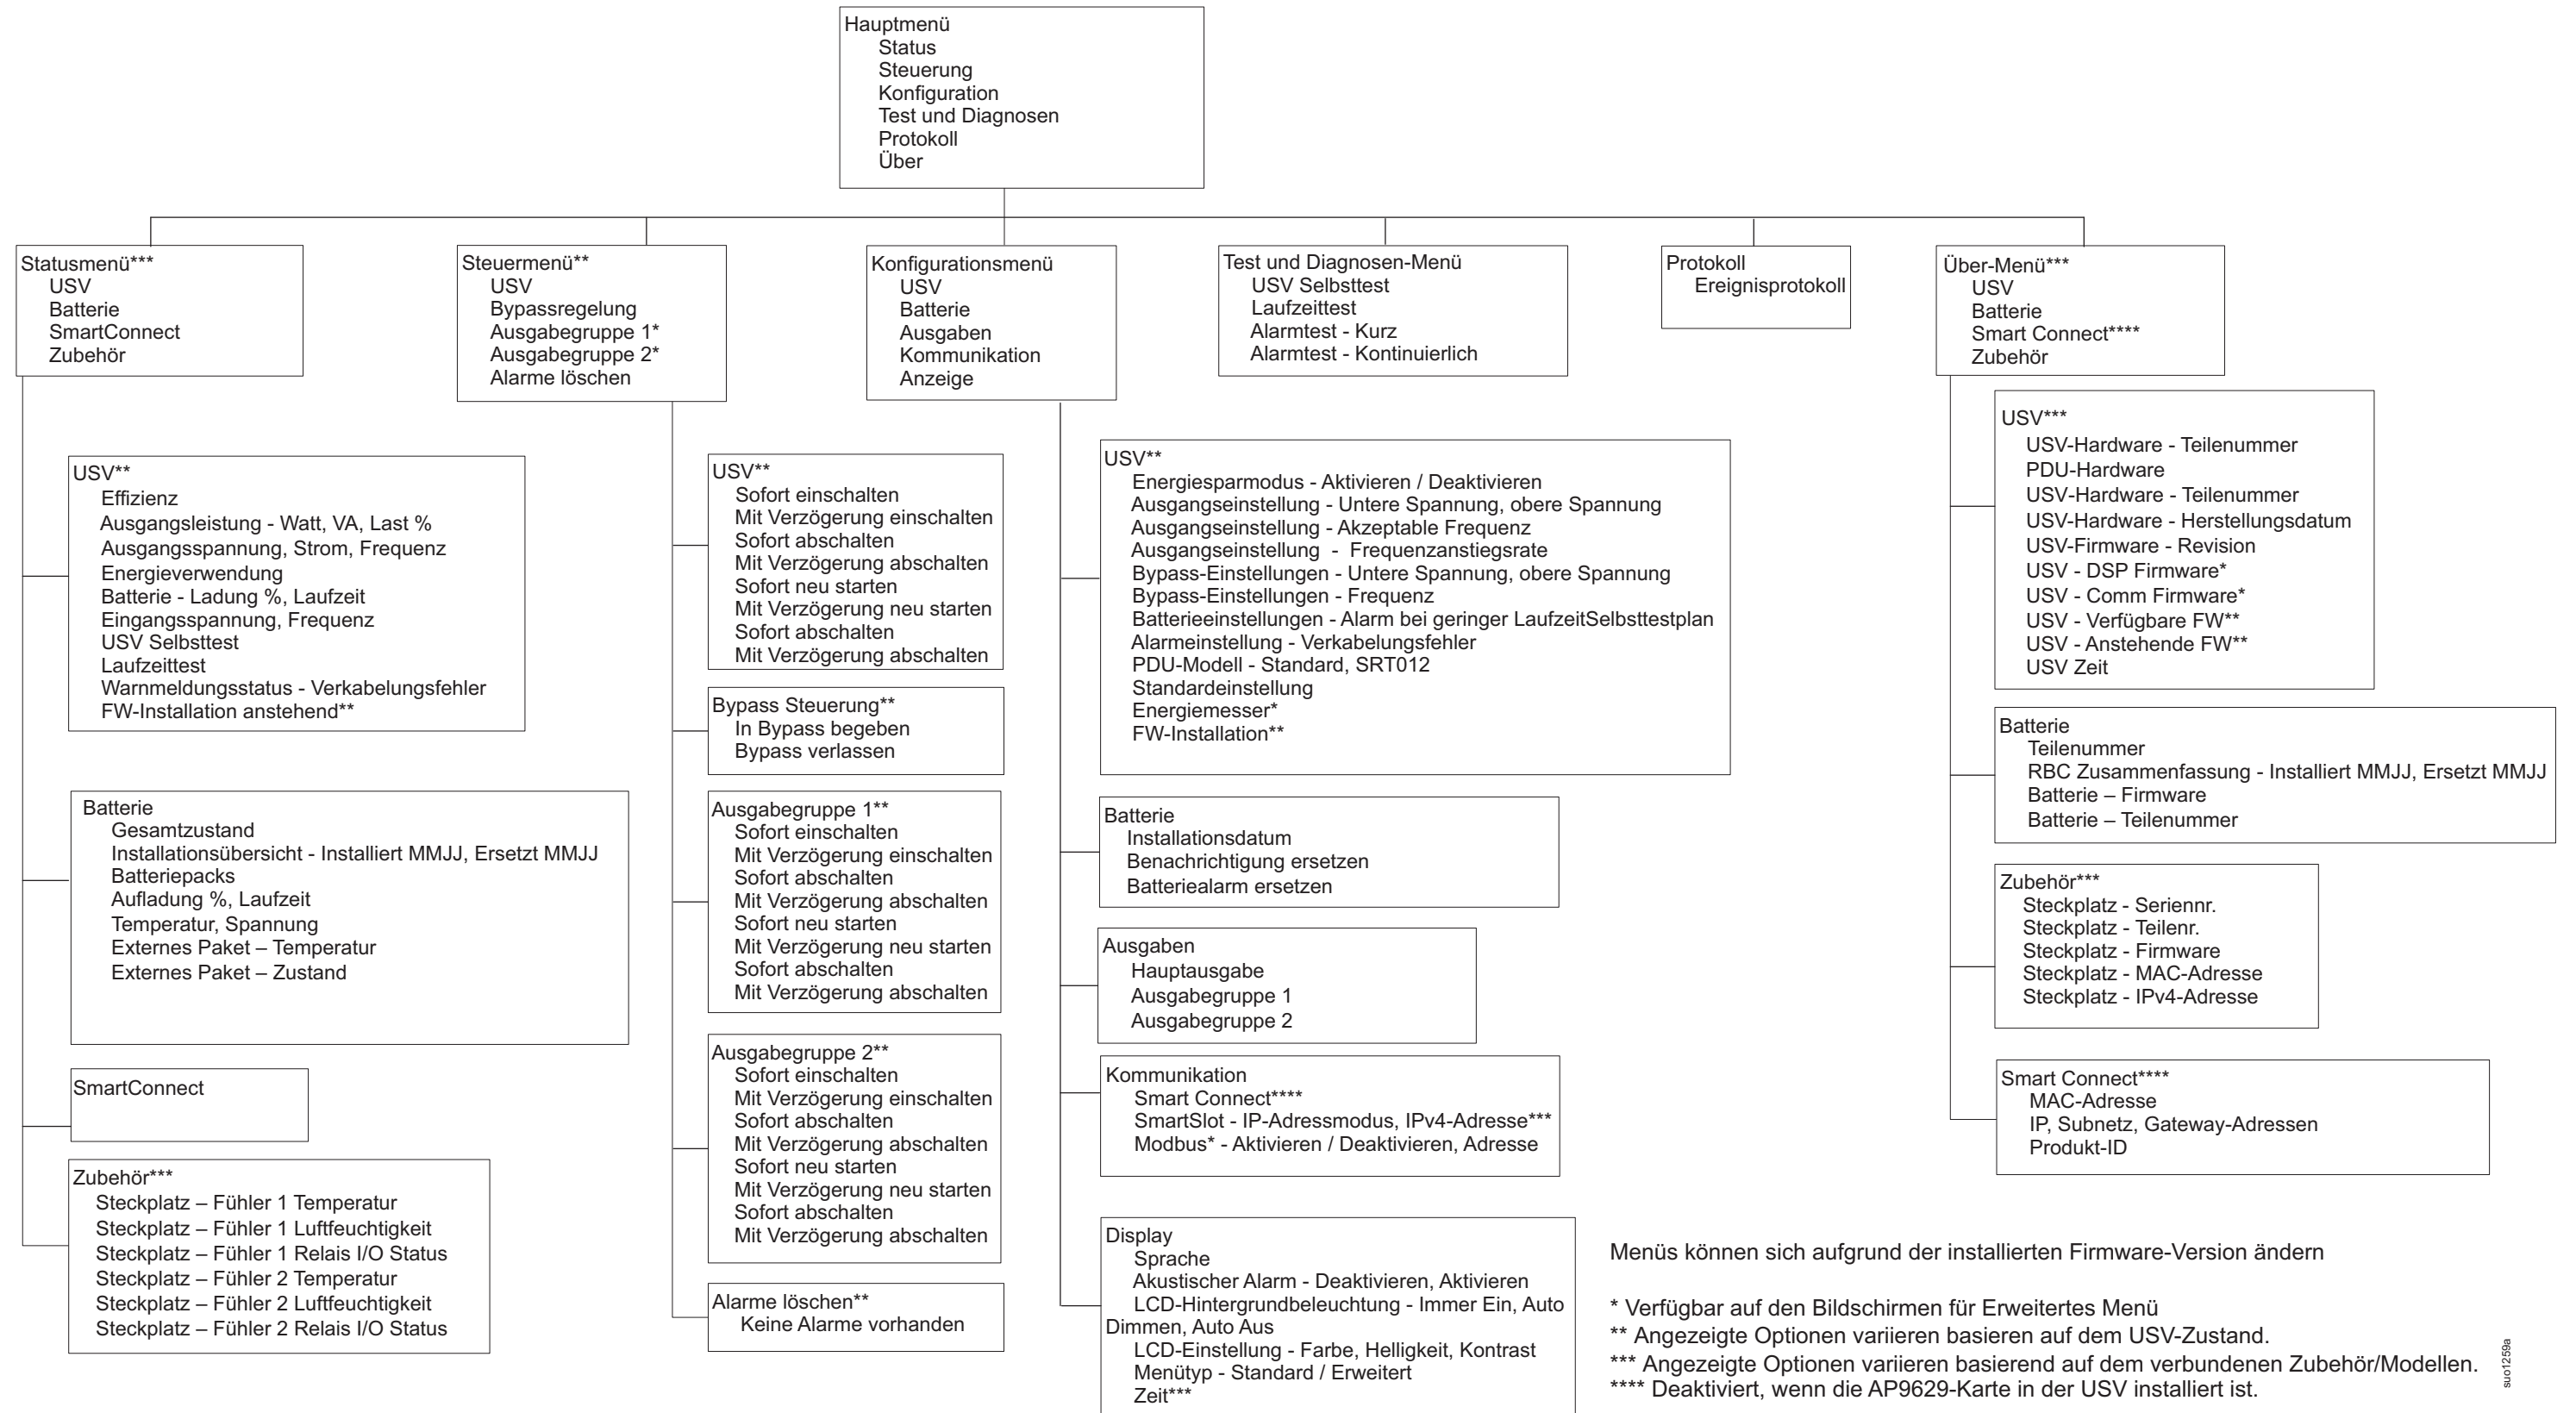 Hauptmenü
Status
Steuerung
Konfiguration
Test und Diagnosen
Protokoll
Über
Statusmenü***
USV
Batterie
SmartConnect
Zubehör
USV**
Effizienz
Ausgangsleistung - Watt, VA, Last %
Ausgangsspannung, Strom, Frequenz
Energieverwendung
Batterie - Ladung %, Laufzeit
Eingangsspannung, Frequenz
USV Selbsttest
Laufzeittest
Warnmeldungsstatus - Verkabelungsfehler
FW-Installation anstehend**
Batterie
Gesamtzustand
Installationsübersicht - Installiert MMJJ, Ersetzt MMJJ
Batteriepacks
Aufladung %, Laufzeit
Temperatur, Spannung
Externes Paket – Temperatur
Externes Paket – Zustand
SmartConnect
Zubehör***
Steckplatz – Fühler 1 Temperatur
Steckplatz – Fühler 1 Luftfeuchtigkeit
Steckplatz – Fühler 1 Relais I/O Status
Steckplatz – Fühler 2 Temperatur
Steckplatz – Fühler 2 Luftfeuchtigkeit
Steckplatz – Fühler 2 Relais I/O Status
Steuermenü**
USV
Bypassregelung
Ausgabegruppe 1*
Ausgabegruppe 2*
Alarme löschen
USV**
Sofort einschalten
Mit Verzögerung einschalten
Sofort abschalten
Mit Verzögerung abschalten
Sofort neu starten
Mit Verzögerung neu starten
Sofort abschalten
Mit Verzögerung abschalten
Bypass Steuerung**
In Bypass begeben
Bypass verlassen
Ausgabegruppe 1**
Sofort einschalten
Mit Verzögerung einschalten
Sofort abschalten
Mit Verzögerung abschalten
Sofort neu starten
Mit Verzögerung neu starten
Sofort abschalten
Mit Verzögerung abschalten
Ausgabegruppe 2**
Sofort einschalten
Mit Verzögerung einschalten
Sofort abschalten
Mit Verzögerung abschalten
Sofort neu starten
Mit Verzögerung neu starten
Sofort abschalten
Mit Verzögerung abschalten
Alarme löschen**
Keine Alarme vorhanden
Konfigurationsmenü
USV
Batterie
Ausgaben
Kommunikation
Anzeige
USV**
Energiesparmodus - Aktivieren / Deaktivieren
Ausgangseinstellung - Untere Spannung, obere Spannung
Ausgangseinstellung - Akzeptable Frequenz
Ausgangseinstellung - Frequenzanstiegsrate
Bypass-Einstellungen - Untere Spannung, obere Spannung
Bypass-Einstellungen - Frequenz
Batterieeinstellungen - Alarm bei geringer LaufzeitSelbsttestplan
Alarmeinstellung - Verkabelungsfehler
PDU-Modell - Standard, SRT012
Standardeinstellung
Energiemesser*
FW-Installation**
Batterie
Installationsdatum
Benachrichtigung ersetzen
Batteriealarm ersetzen
Ausgaben
Hauptausgabe
Ausgabegruppe 1
Ausgabegruppe 2
Kommunikation
Smart Connect****
SmartSlot - IP-Adressmodus, IPv4-Adresse***
Modbus* - Aktivieren / Deaktivieren, Adresse
Display
Sprache
Akustischer Alarm - Deaktivieren, Aktivieren
LCD-Hintergrundbeleuchtung - Immer Ein, Auto
Dimmen, Auto Aus
LCD-Einstellung - Farbe, Helligkeit, Kontrast
Menütyp - Standard / Erweitert
Zeit***
Test und Diagnosen-Menü
USV Selbsttest
Laufzeittest
Alarmtest - Kurz
Alarmtest - Kontinuierlich
Protokoll
Ereignisprotokoll
Über-Menü***
USV
Batterie
Smart Connect****
Zubehör
USV***
USV-Hardware - Teilenummer
PDU-Hardware
USV-Hardware - Teilenummer
USV-Hardware - Herstellungsdatum
USV-Firmware - Revision
USV - DSP Firmware*
USV - Comm Firmware*
USV - Verfügbare FW**
USV - Anstehende FW**
USV Zeit
Batterie
Teilenummer
RBC Zusammenfassung - Installiert MMJJ, Ersetzt MMJJ
Batterie – Firmware
Batterie – Teilenummer
Zubehör***
Steckplatz - Seriennr.
Steckplatz - Teilenr.
Steckplatz - Firmware
Steckplatz - MAC-Adresse
Steckplatz - IPv4-Adresse
Smart Connect****
MAC-Adresse
IP, Subnetz, Gateway-Adressen
Produkt-ID
Menüs können sich aufgrund der installierten Firmware-Version ändern
* Verfügbar auf den Bildschirmen für Erweitertes Menü
** Angezeigte Optionen variieren basieren auf dem USV-Zustand.
*** Angezeigte Optionen variieren basierend auf dem verbundenen Zubehör/Modellen.
**** Deaktiviert, wenn die AP9629-Karte in der USV installiert ist.
suo1259a